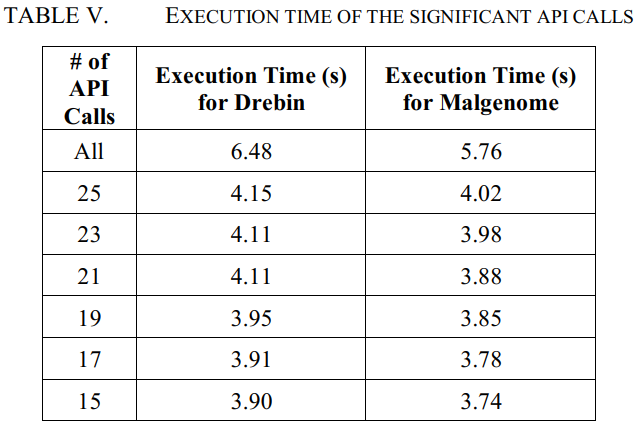 TABLE V. EXECUTION TIME OF THE SIGNIFICANT API CALLS
# of API Calls Execution Time (s) for Drebin Execution Time (s) for Malgenome
All 6.48 5.76
25 4.15 4.02
23 4.11 3.98
21 4.11 3.88
19 3.95 3.85
17 3.91 3.78
15 3.90 3.74